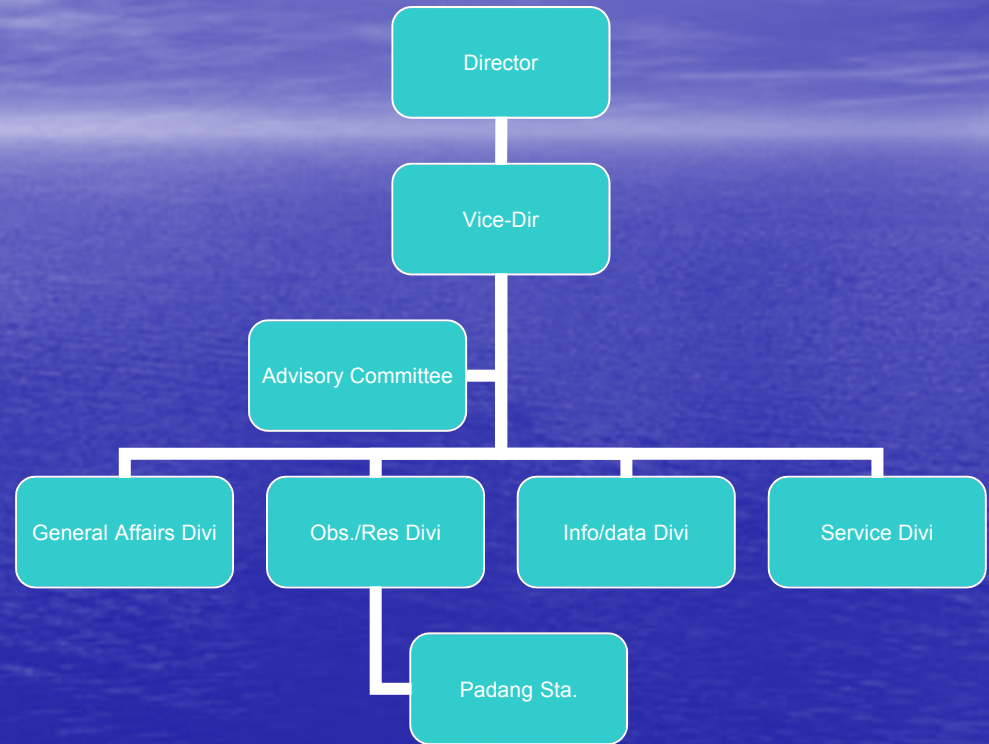 Director
Vice-Dir
Advisory Committee
General Affairs Divi
Obs./Res Divi
Info/data Divi
Service Divi
Padang Sta.